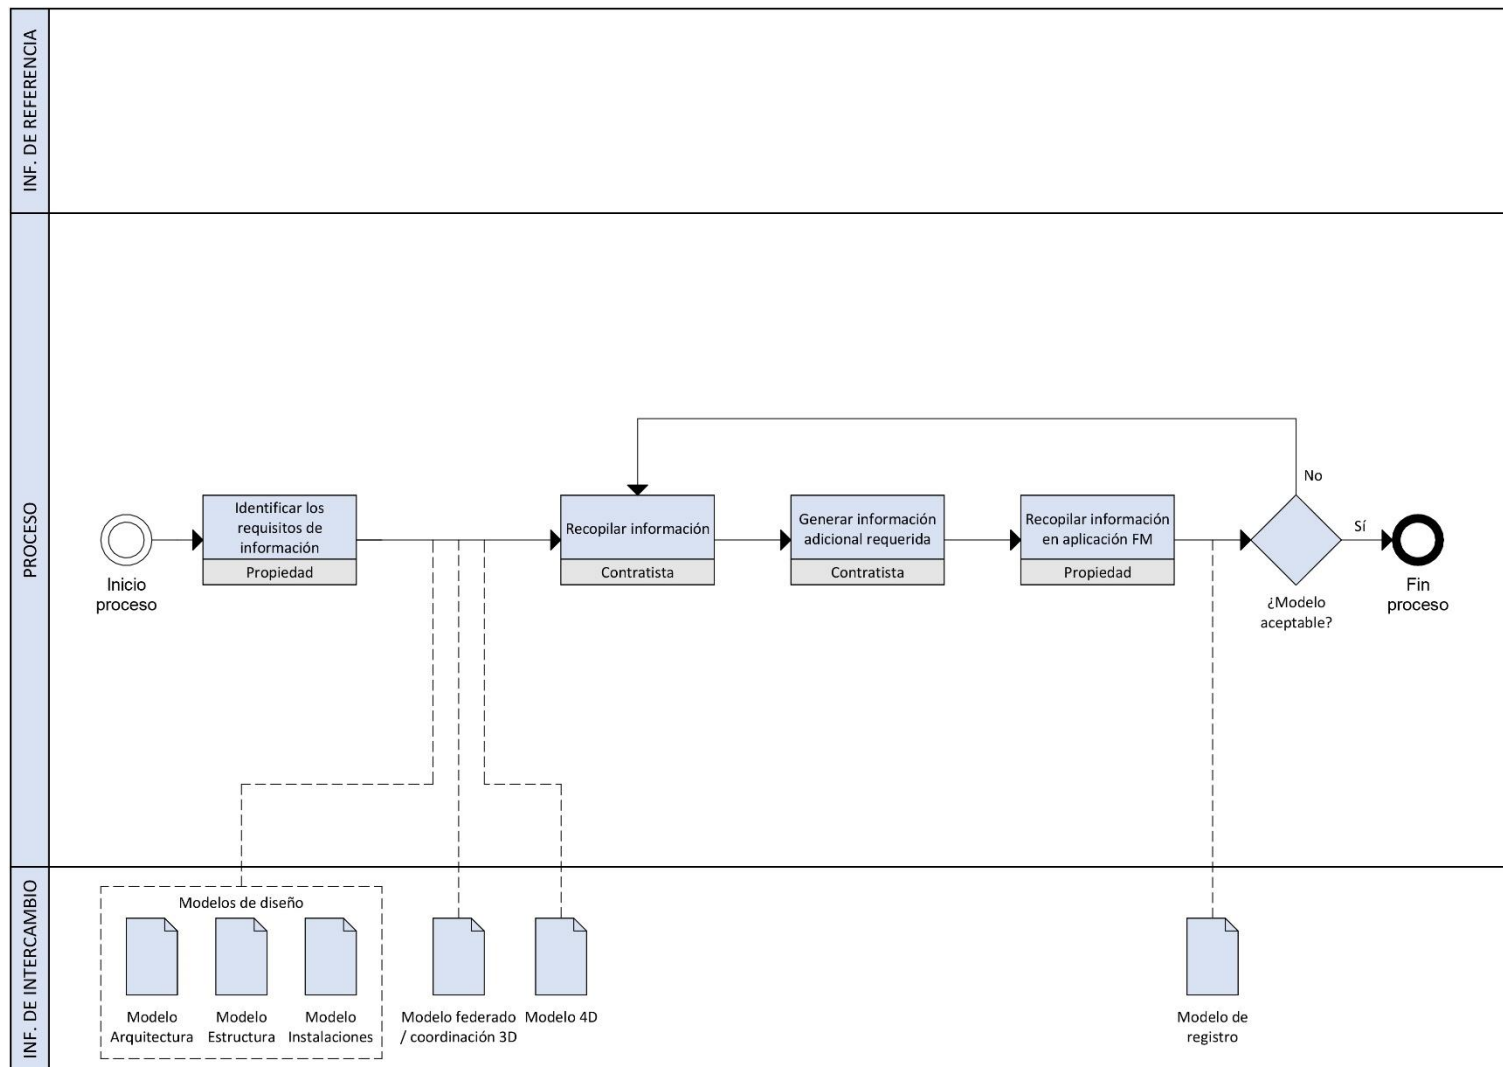 INF. DE REFERENCIA
PROCESO
No
Identificar los
requisitos de
información
Propiedad
Recopilar información
Contratista
Generar información
adicional requerida
Contratista
Recopilar información
en aplicación FM
Propiedad
Sí
Inicio
proceso
¿Modelo
aceptable?
Fin
proceso
INF. DE INTERCAMBIO
Modelos de diseño
Modelo
Arquitectura
Modelo
Estructura
Modelo
Instalaciones
Modelo federado
/ coordinación 3D
Modelo 4D
Modelo de
registro